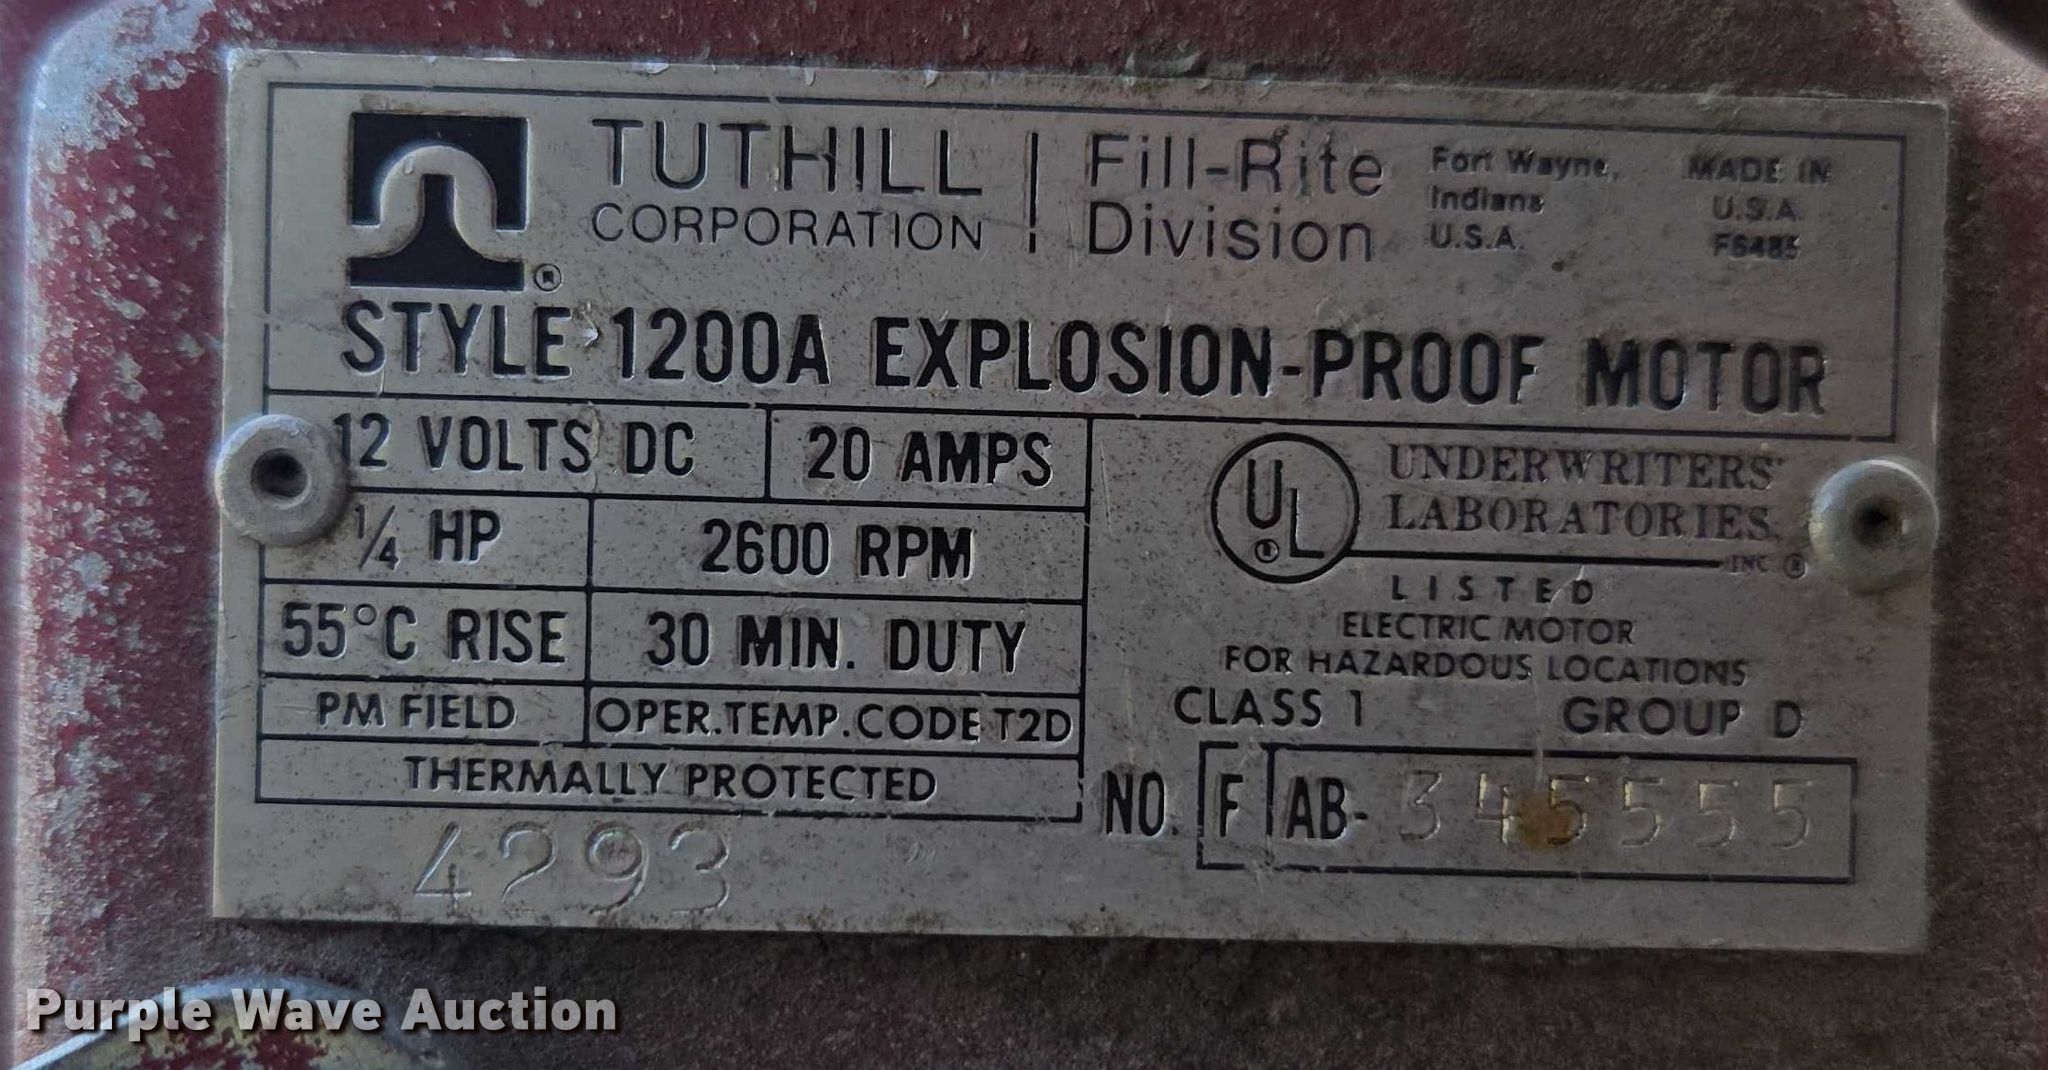 TUTHILL
CORPORATION
Fill-Rite
Division
Fort Wayne,
Indiana
U.S.A.
MADE IN
U.S.A.
F6485
®
STYLE 1200A EXPLOSION-PROOF MOTOR
12 VOLTS DC
20 AMPS
1/4 HP
2600 RPM
55°C RISE
30 MIN. DUTY
PM FIELD
OPER. TEMP. CODE T2D
THERMALLY PROTECTED
4293
UL ®
UNDERWRITERS'
LABORATORIES,
INC. ®
LISTED
ELECTRIC MOTOR
FOR HAZARDOUS LOCATIONS
CLASS 1 GROUP D
NO. F AB- 345555
Purple Wave Auction